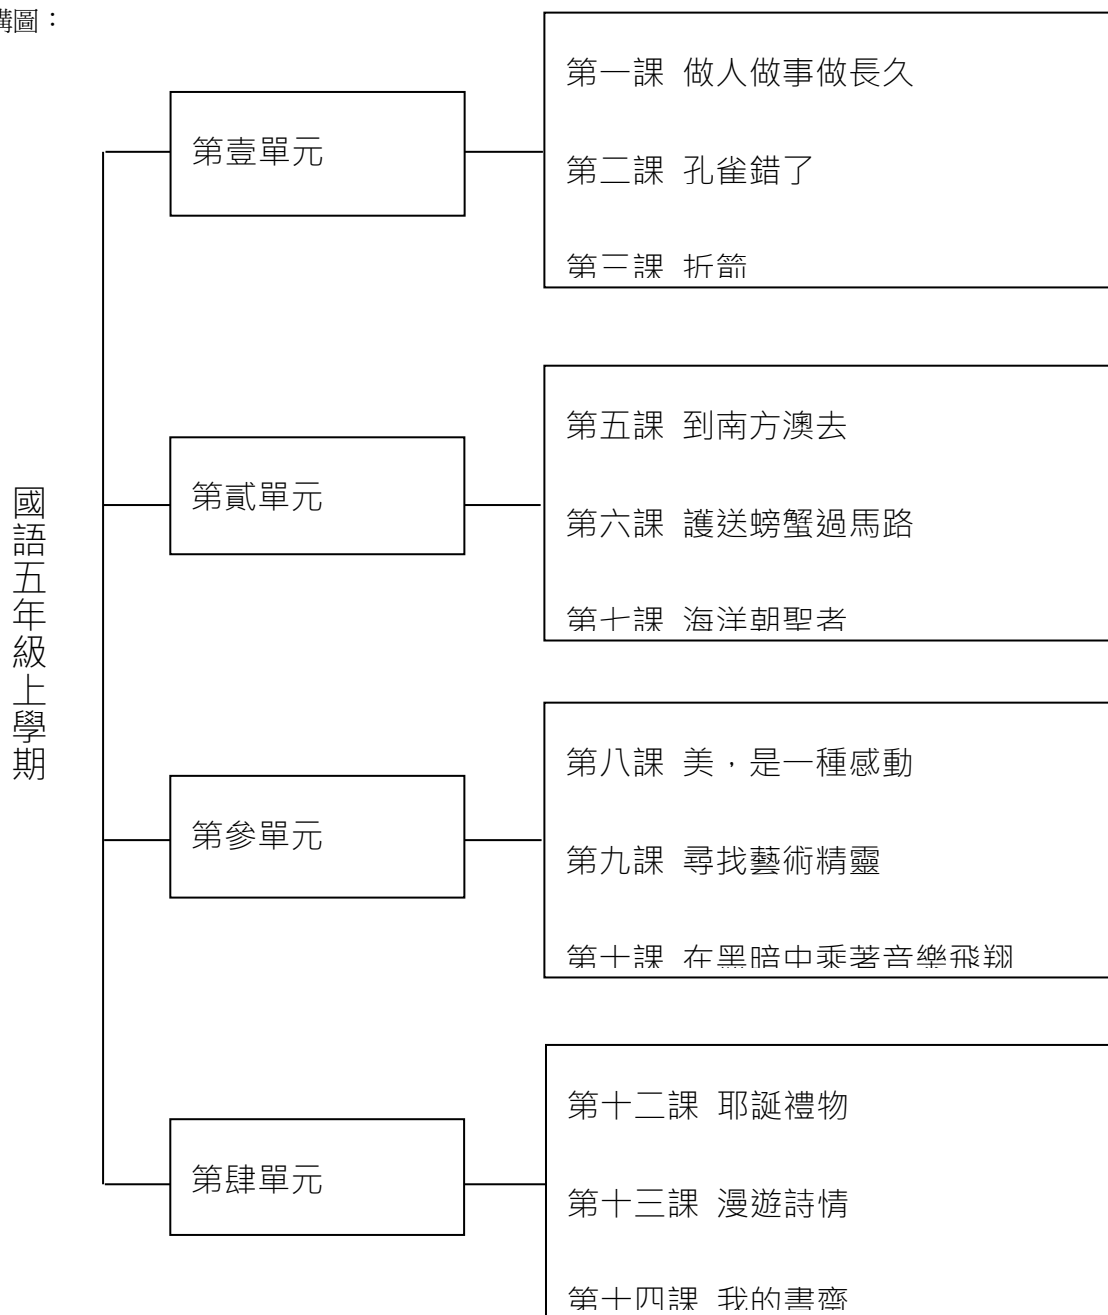 構圖：
國語五年級上學期
第壹單元
第一課 做人做事做長久
第二課 孔雀錯了
第三課 折箭
第貳單元
第五課 到南方澳去
第六課 護送螃蟹過馬路
第七課 海洋朝聖者
第參單元
第八課 美，是一種感動
第九課 尋找藝術精靈
第十課 在黑暗中乘著音樂飛翔
第肆單元
第十二課 耶誕禮物
第十三課 漫遊詩情
第十四課 我的書齋